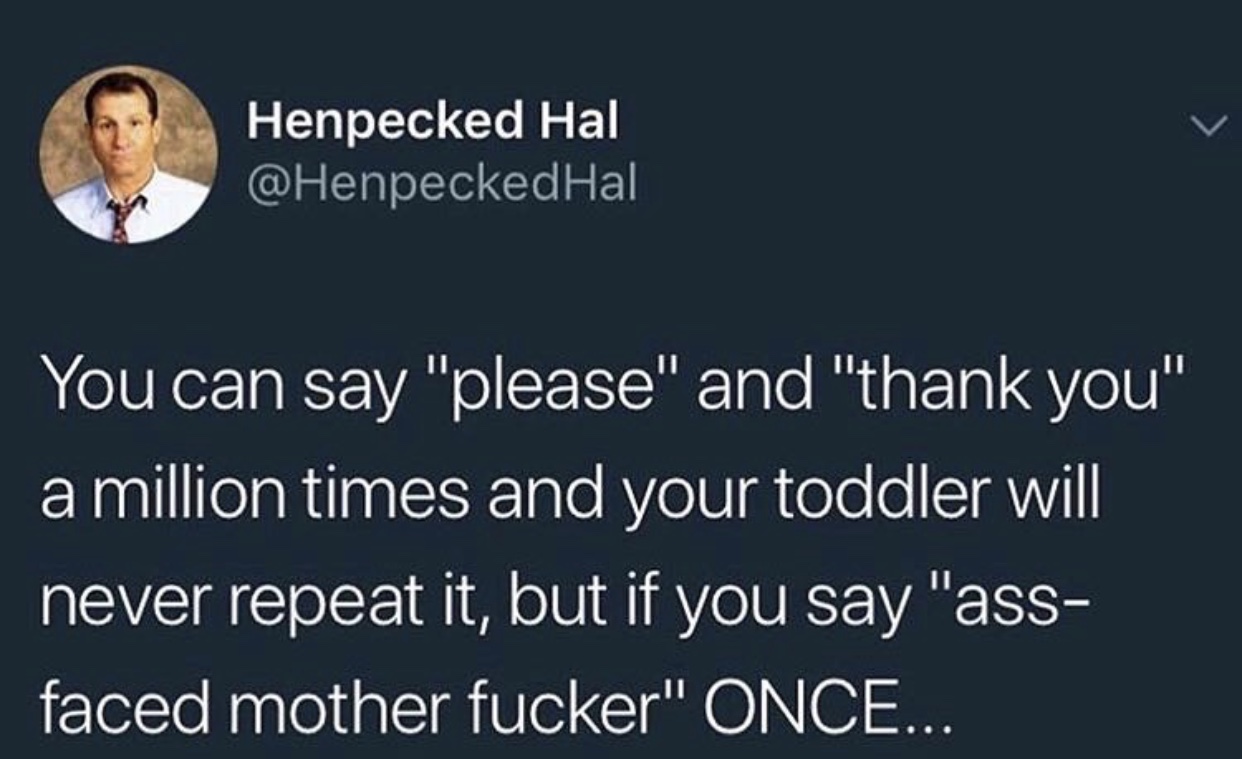 Henpecked Hal
@HenpeckedHal
You can say "please" and "thank you"
a million times and your toddler will
never repeat it, but if you say "ass-
faced mother fucker" ONCE...